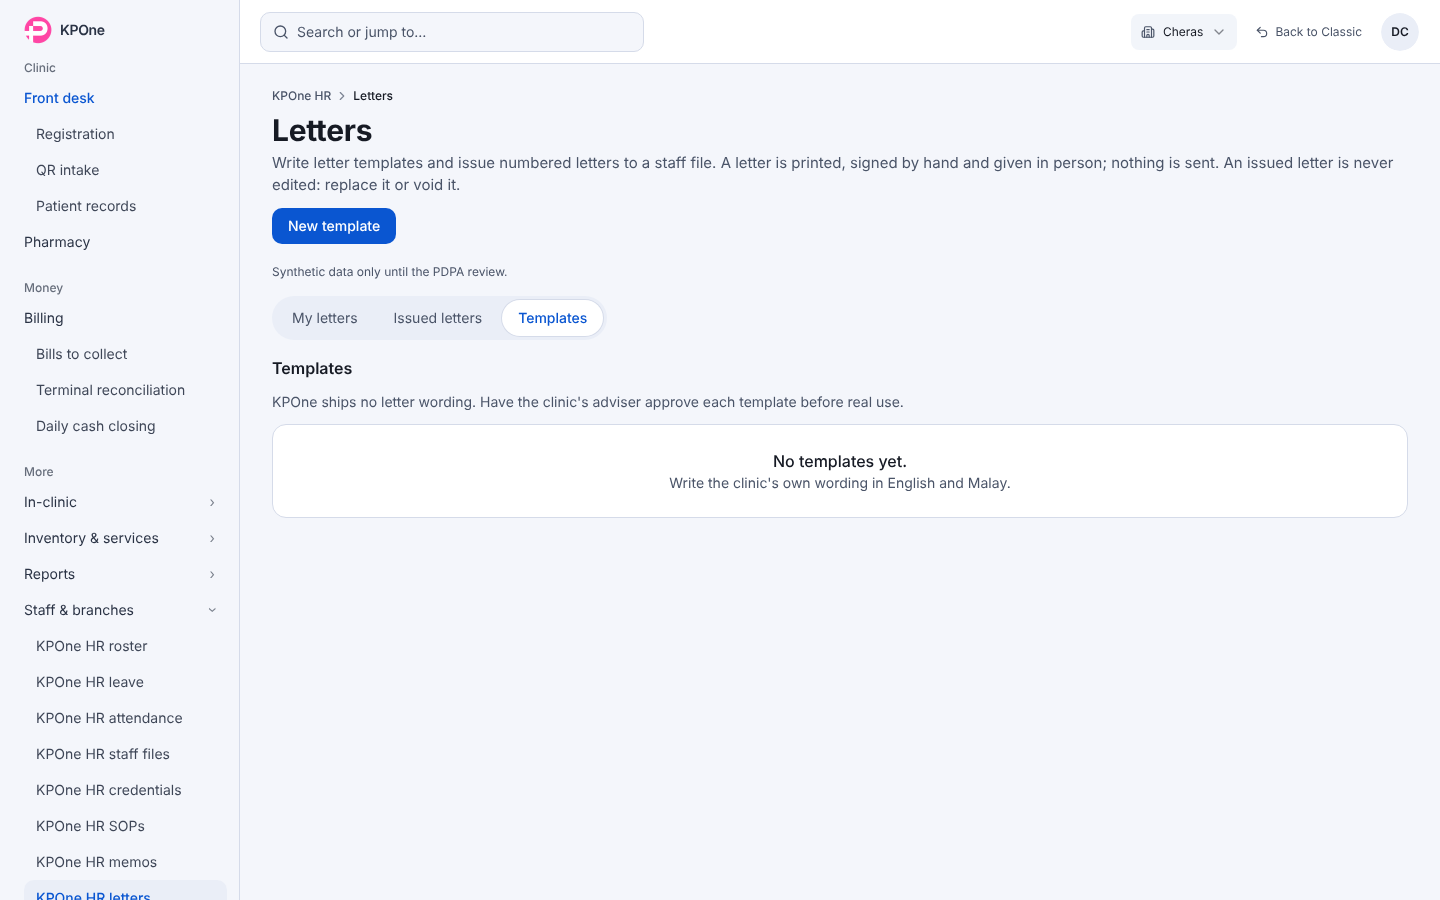 KPOne
Clinic
Front desk
Registration
QR intake
Patient records
Pharmacy
Money
Billing
Bills to collect
Terminal reconciliation
Daily cash closing
More
In-clinic
Inventory & services
Reports
Staff & branches
KPOne HR roster
KPOne HR leave
KPOne HR attendance
KPOne HR staff files
KPOne HR credentials
KPOne HR SOPs
KPOne HR memos
KPOne HR letters
Search or jump to...
Cheras
Back to Classic
DC
KPOne HR > Letters
Letters
Write letter templates and issue numbered letters to a staff file. A letter is printed, signed by hand and given in person; nothing is sent. An issued letter is never
edited: replace it or void it.
New template
Synthetic data only until the PDPA review.
My letters Issued letters Templates
Templates
KPOne ships no letter wording. Have the clinic's adviser approve each template before real use.
No templates yet.
Write the clinic's own wording in English and Malay.